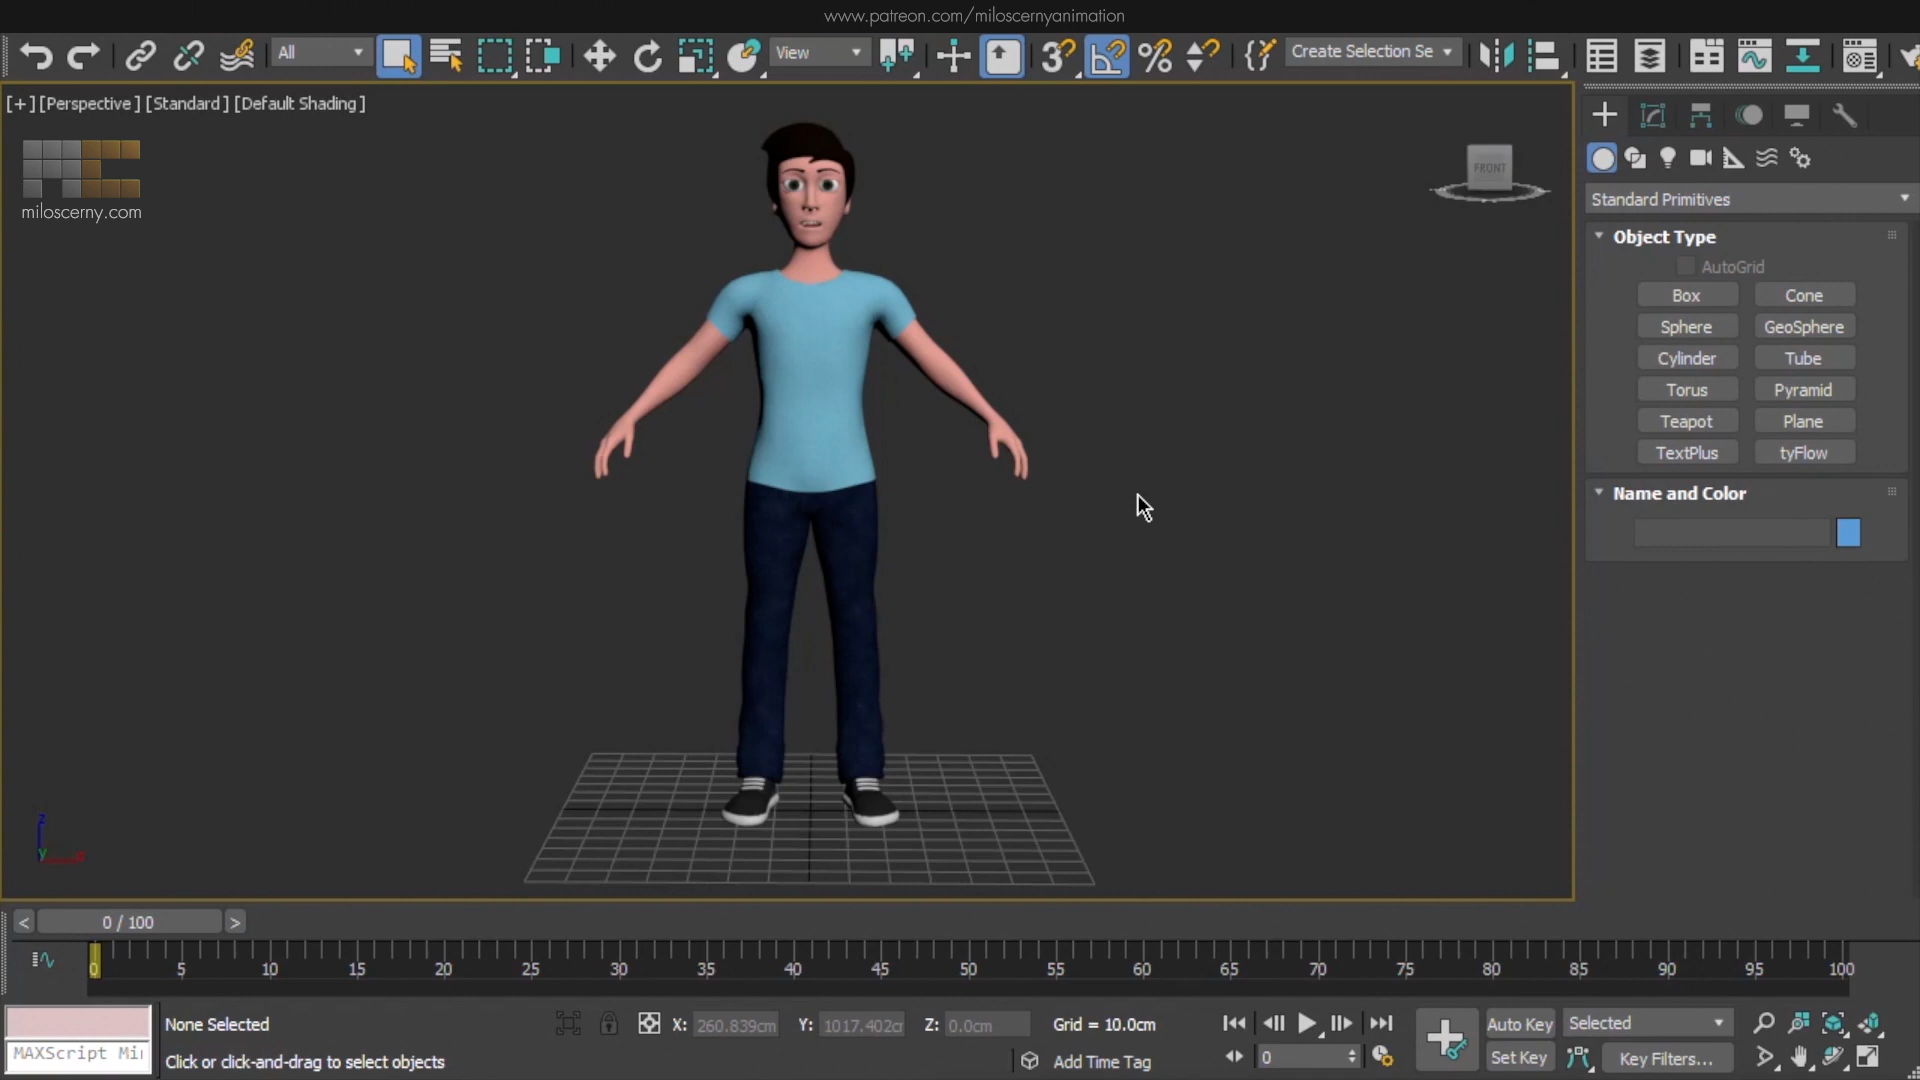 www.patreon.com/miloscernyanimation
All
View
Create Selection Se
[+] [Perspective] [Standard] [Default Shading]
miloscerny.com
FRONT
Standard Primitives
Object Type
AutoGrid
Box Cone
Sphere GeoSphere
Cylinder Tube
Torus Pyramid
Teapot Plane
TextPlus tyFlow
Name and Color
z
y
x
< 0 / 100 >
0 5 10 15 20 25 30 35 40 45 50 55 60 65 70 75 80 85 90 95 100
None Selected
X: 260.839cm Y: 1017.402cr Z: 0.0cm Grid = 10.0cm
Auto Key Selected
MAXScript Mi
Click or click-and-drag to select objects
Add Time Tag
0
Set Key Key Filters...